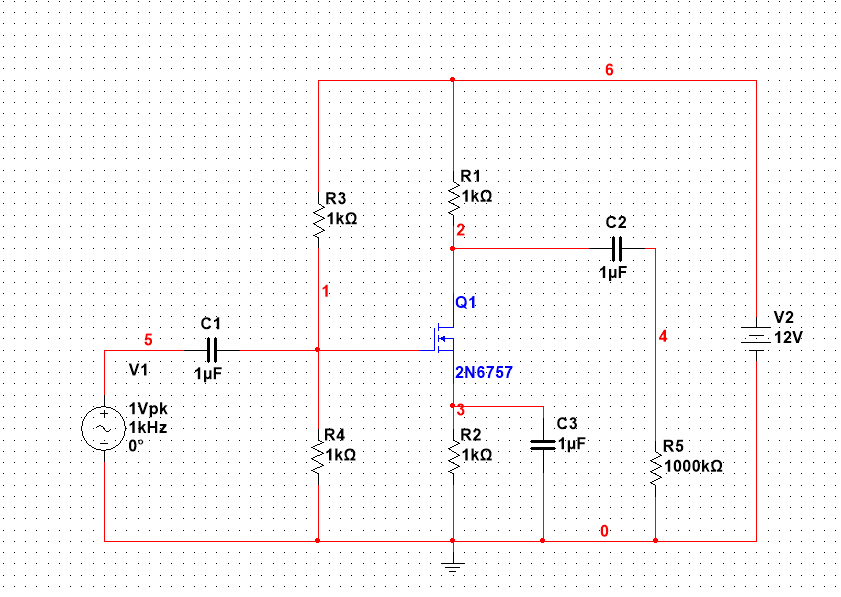 6
R1
1kΩ
R3
1kΩ
2
C2
1µF
1
Q1
V2
12V
C1
5
4
V1
1µF
2N6757
1Vpk
1kHz
0°
3
C3
1µF
R4
1kΩ
R2
1kΩ
R5
1000kΩ
0